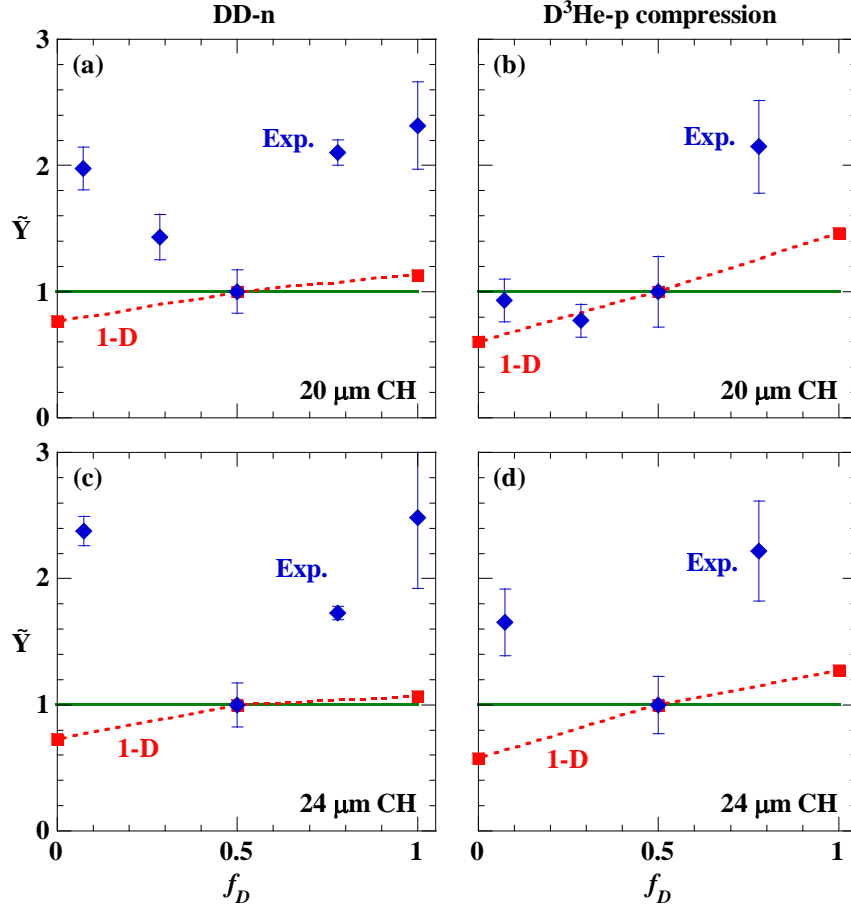 DD-n
D³He-p compression
3
(a)
(b)
Exp.
Exp.
2
Ỹ
1
1-D
1-D
20 μm CH
20 μm CH
0
3
(c)
(d)
Exp.
Exp.
2
Ỹ
1
1-D
1-D
24 μm CH
24 μm CH
0
0 0.5 1 0 0.5 1
f_D f_D